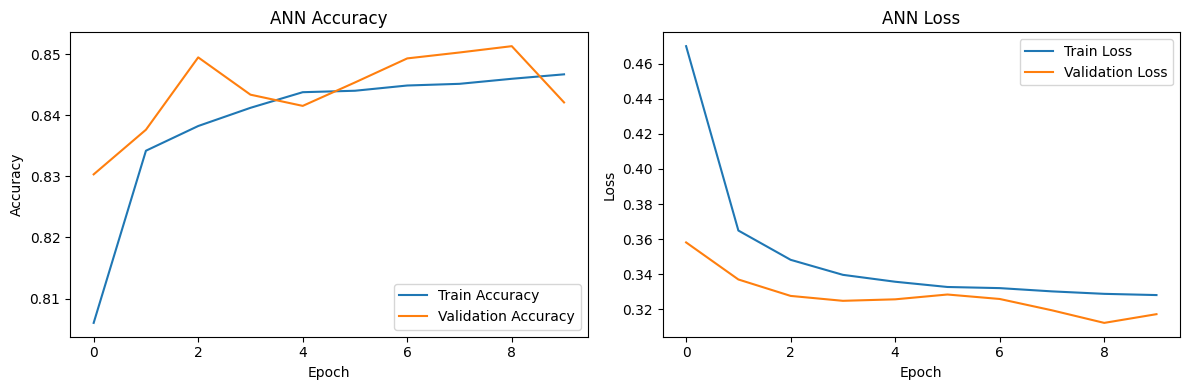 ANN Accuracy
0.85
0.84
0.83
0.82
0.81
Accuracy
0 2 4 6 8
Epoch
Train Accuracy
Validation Accuracy
ANN Loss
0.46
0.44
0.42
0.40
0.38
0.36
0.34
0.32
Loss
0 2 4 6 8
Epoch
Train Loss
Validation Loss